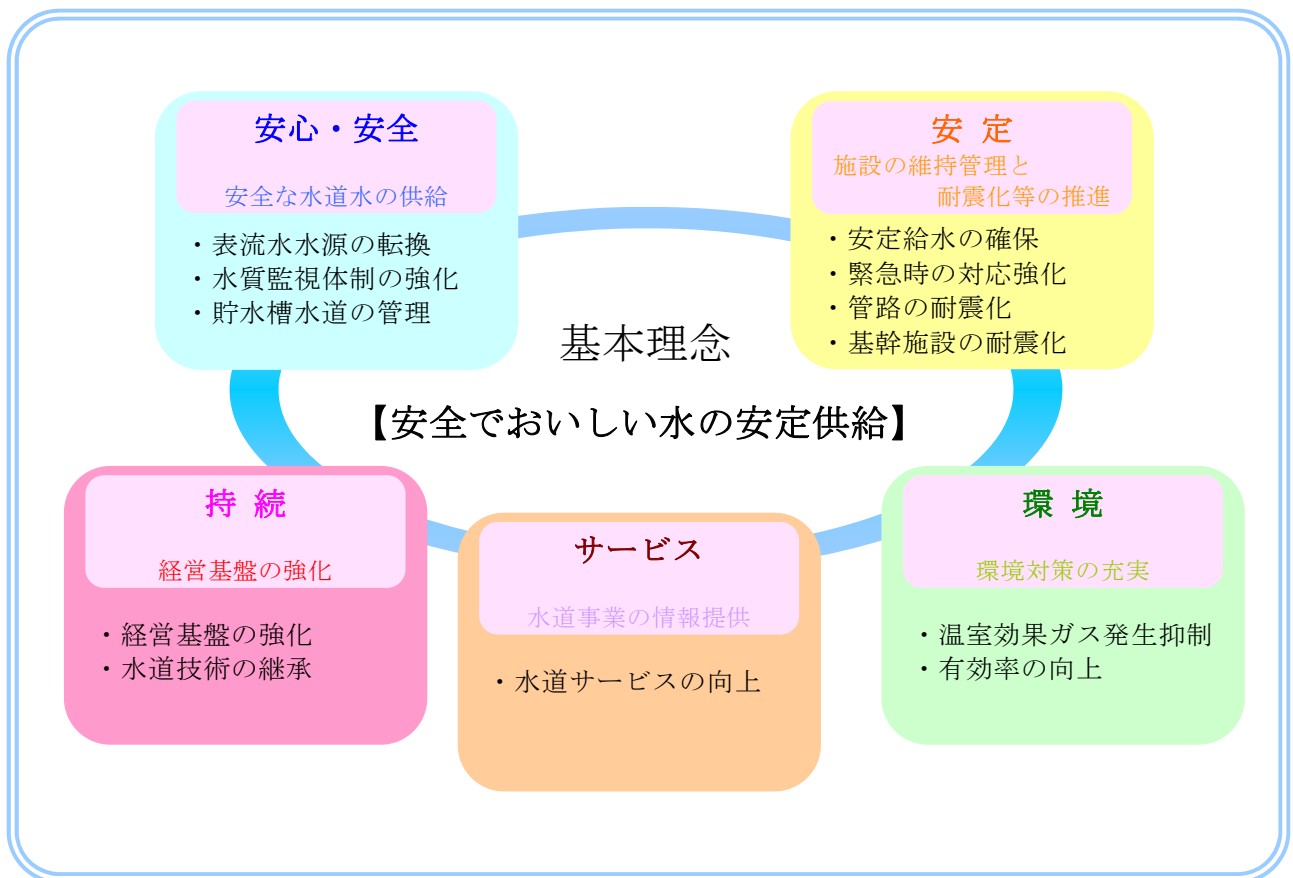 安心・安全
安全な水道水の供給
・表流水水源の転換
・水質監視体制の強化
・貯水槽水道の管理
安 定
施設の維持管理と
耐震化等の推進
・安定給水の確保
・緊急時の対応強化
・管路の耐震化
・基幹施設の耐震化
基本理念
【安全でおいしい水の安定供給】
持 続
経営基盤の強化
・経営基盤の強化
・水道技術の継承
サービス
水道事業の情報提供
・水道サービスの向上
環 境
環境対策の充実
・温室効果ガス発生抑制
・有効率の向上